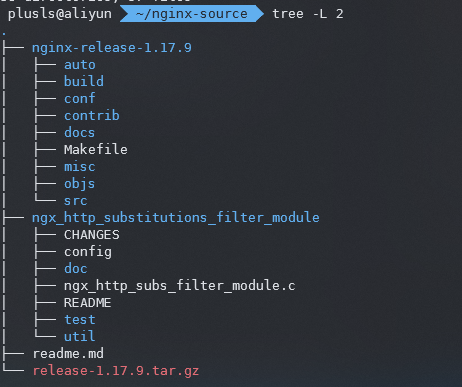 plusls@aliyun ~/nginx-source tree -L 2
.
├── nginx-release-1.17.9
│   ├── auto
│   ├── build
│   ├── conf
│   ├── contrib
│   ├── docs
│   ├── Makefile
│   ├── misc
│   ├── objs
│   └── src
├── ngx_http_substitutions_filter_module
│   ├── CHANGES
│   ├── config
│   ├── doc
│   ├── ngx_http_subs_filter_module.c
│   ├── README
│   ├── test
│   └── util
├── readme.md
└── release-1.17.9.tar.gz